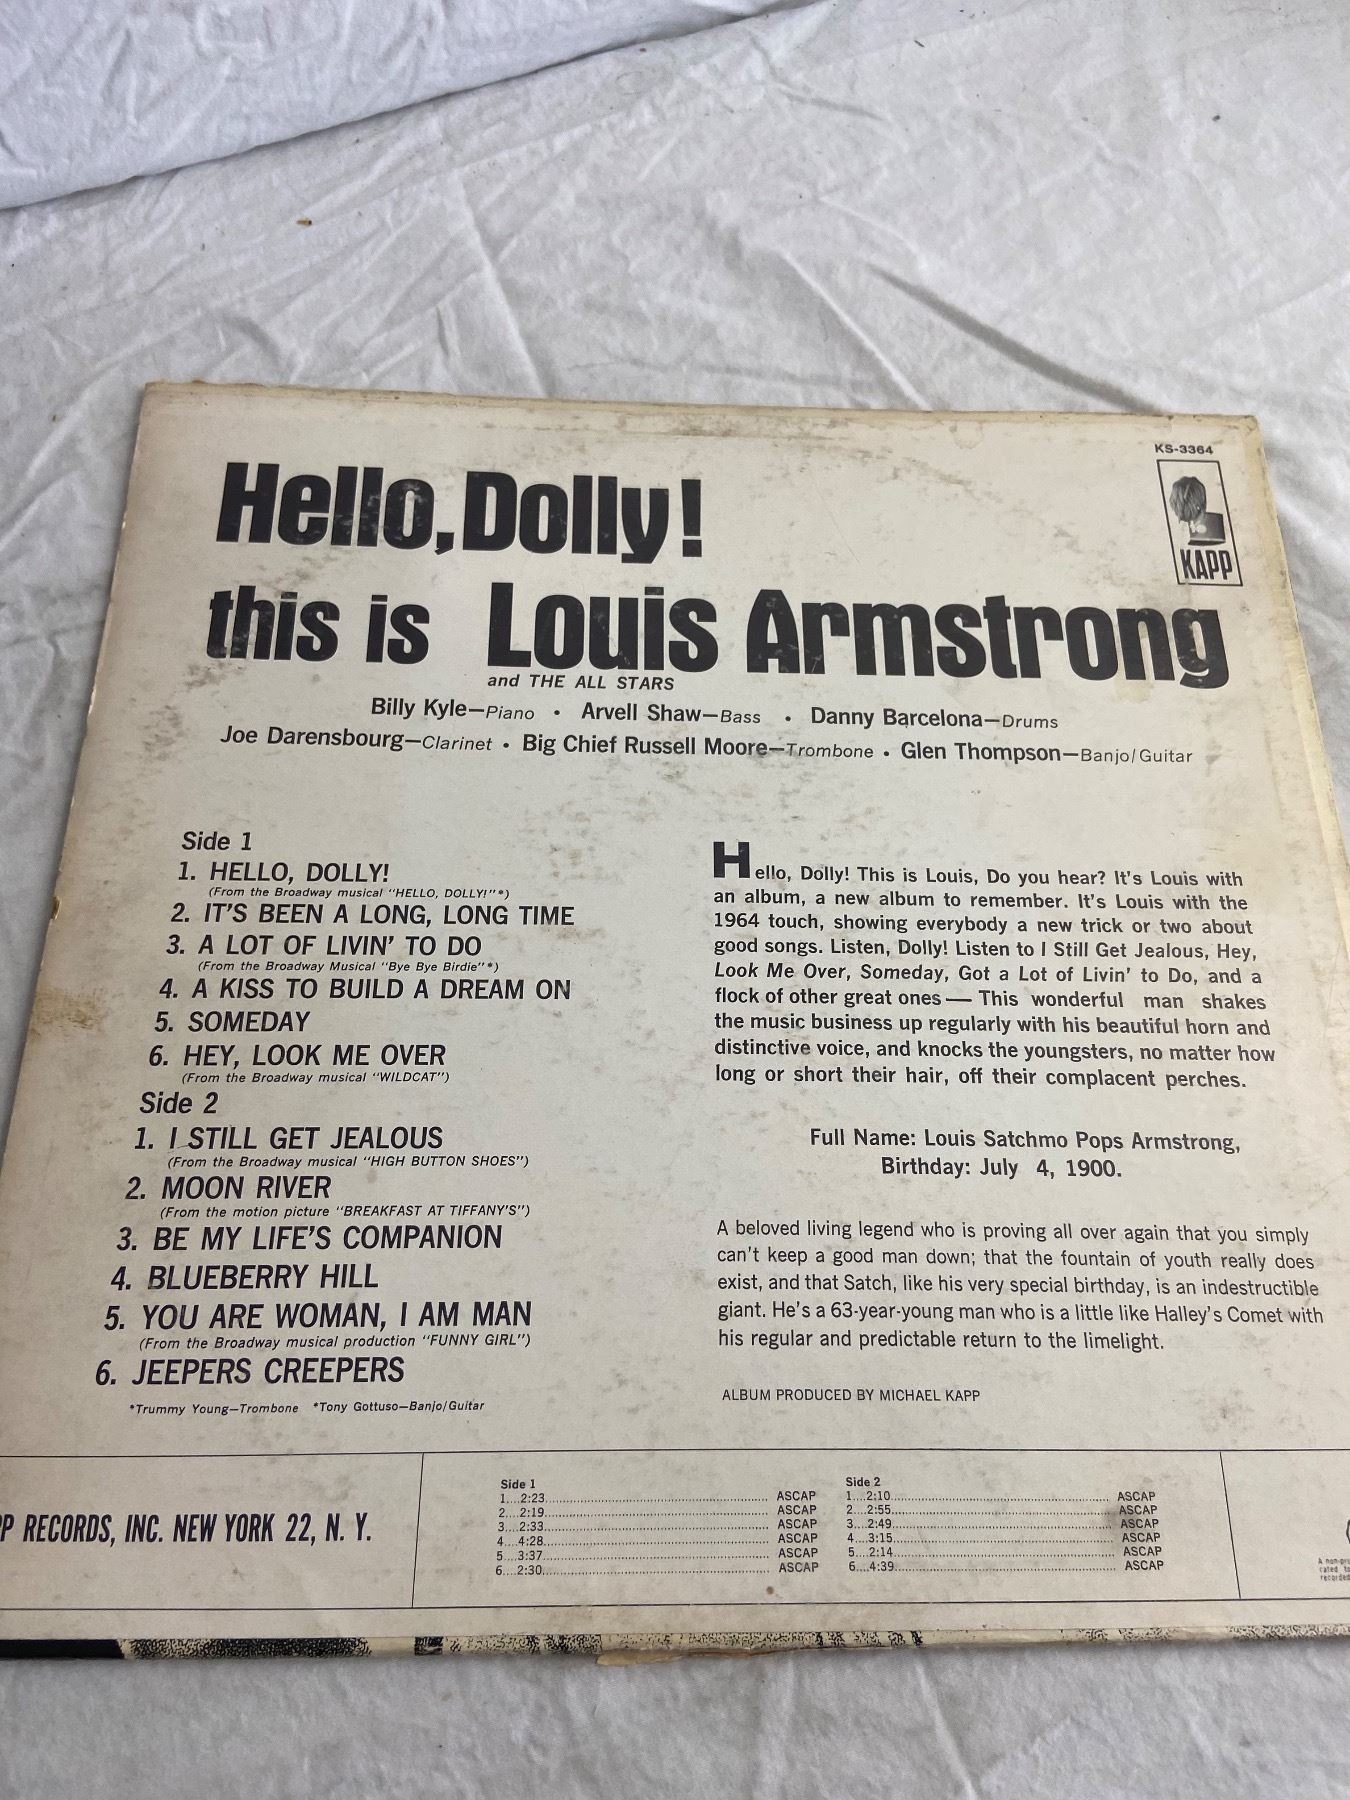 KS-3364
KAPP
Hello, Dolly!
this is Louis Armstrong
and THE ALL STARS
Billy Kyle—Piano • Arvell Shaw—Bass • Danny Barcelona—Drums
Joe Darensbourg—Clarinet • Big Chief Russell Moore—Trombone • Glen Thompson—Banjo/Guitar
Side 1
1. HELLO, DOLLY!
(From the Broadway musical "HELLO, DOLLY!"*)
2. IT'S BEEN A LONG, LONG TIME
3. A LOT OF LIVIN' TO DO
(From the Broadway Musical "Bye Bye Birdie"*)
4. A KISS TO BUILD A DREAM ON
5. SOMEDAY
6. HEY, LOOK ME OVER
(From the Broadway musical "WILDCAT")
Side 2
1. I STILL GET JEALOUS
(From the Broadway musical "HIGH BUTTON SHOES")
2. MOON RIVER
(From the motion picture "BREAKFAST AT TIFFANY'S")
3. BE MY LIFE'S COMPANION
4. BLUEBERRY HILL
5. YOU ARE WOMAN, I AM MAN
(From the Broadway musical production "FUNNY GIRL")
6. JEEPERS CREEPERS
*Trummy Young—Trombone *Tony Gottuso—Banjo/Guitar
Hello, Dolly! This is Louis, Do you hear? It's Louis with
an album, a new album to remember. It's Louis with the
1964 touch, showing everybody a new trick or two about
good songs. Listen, Dolly! Listen to I Still Get Jealous, Hey,
Look Me Over, Someday, Got a Lot of Livin' to Do, and a
flock of other great ones — This wonderful man shakes
the music business up regularly with his beautiful horn and
distinctive voice, and knocks the youngsters, no matter how
long or short their hair, off their complacent perches.
Full Name: Louis Satchmo Pops Armstrong,
Birthday: July 4, 1900.
A beloved living legend who is proving all over again that you simply
can't keep a good man down; that the fountain of youth really does
exist, and that Satch, like his very special birthday, is an indestructible
giant. He's a 63-year-young man who is a little like Halley's Comet with
his regular and predictable return to the limelight.
ALBUM PRODUCED BY MICHAEL KAPP
PP RECORDS, INC. NEW YORK 22, N. Y.
Side 1
1....2:23 ASCAP
2....2:19 ASCAP
3....2:33 ASCAP
4....4:28 ASCAP
5....3:37 ASCAP
6....2:30 ASCAP
Side 2
1....2:10 ASCAP
2....2:55 ASCAP
3....2:49 ASCAP
4....3:15 ASCAP
5....2:14 ASCAP
6....4:39 ASCAP
A non-pr
cated to
recorded